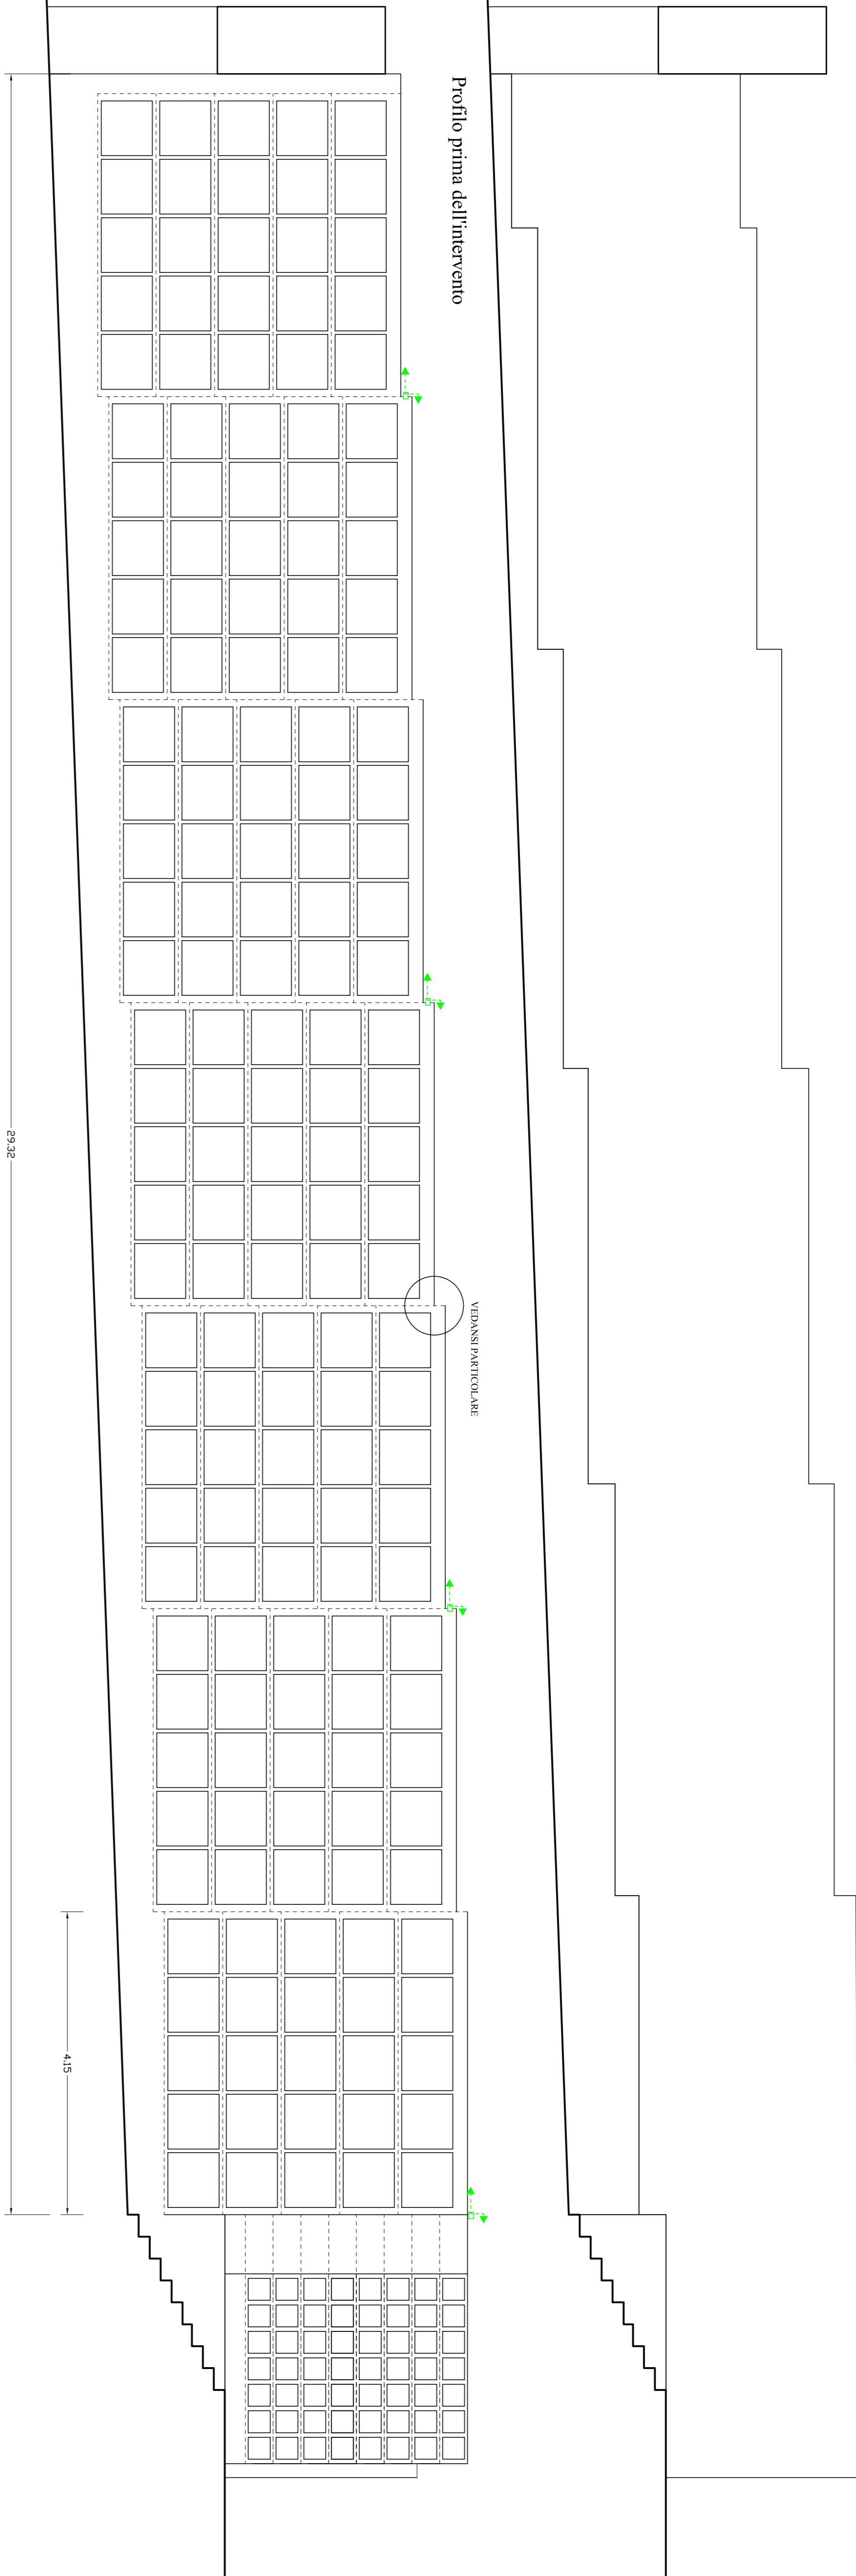 Profilo prima dell'intervento
VEDANSI PARTICOLARE
29.32
4.15